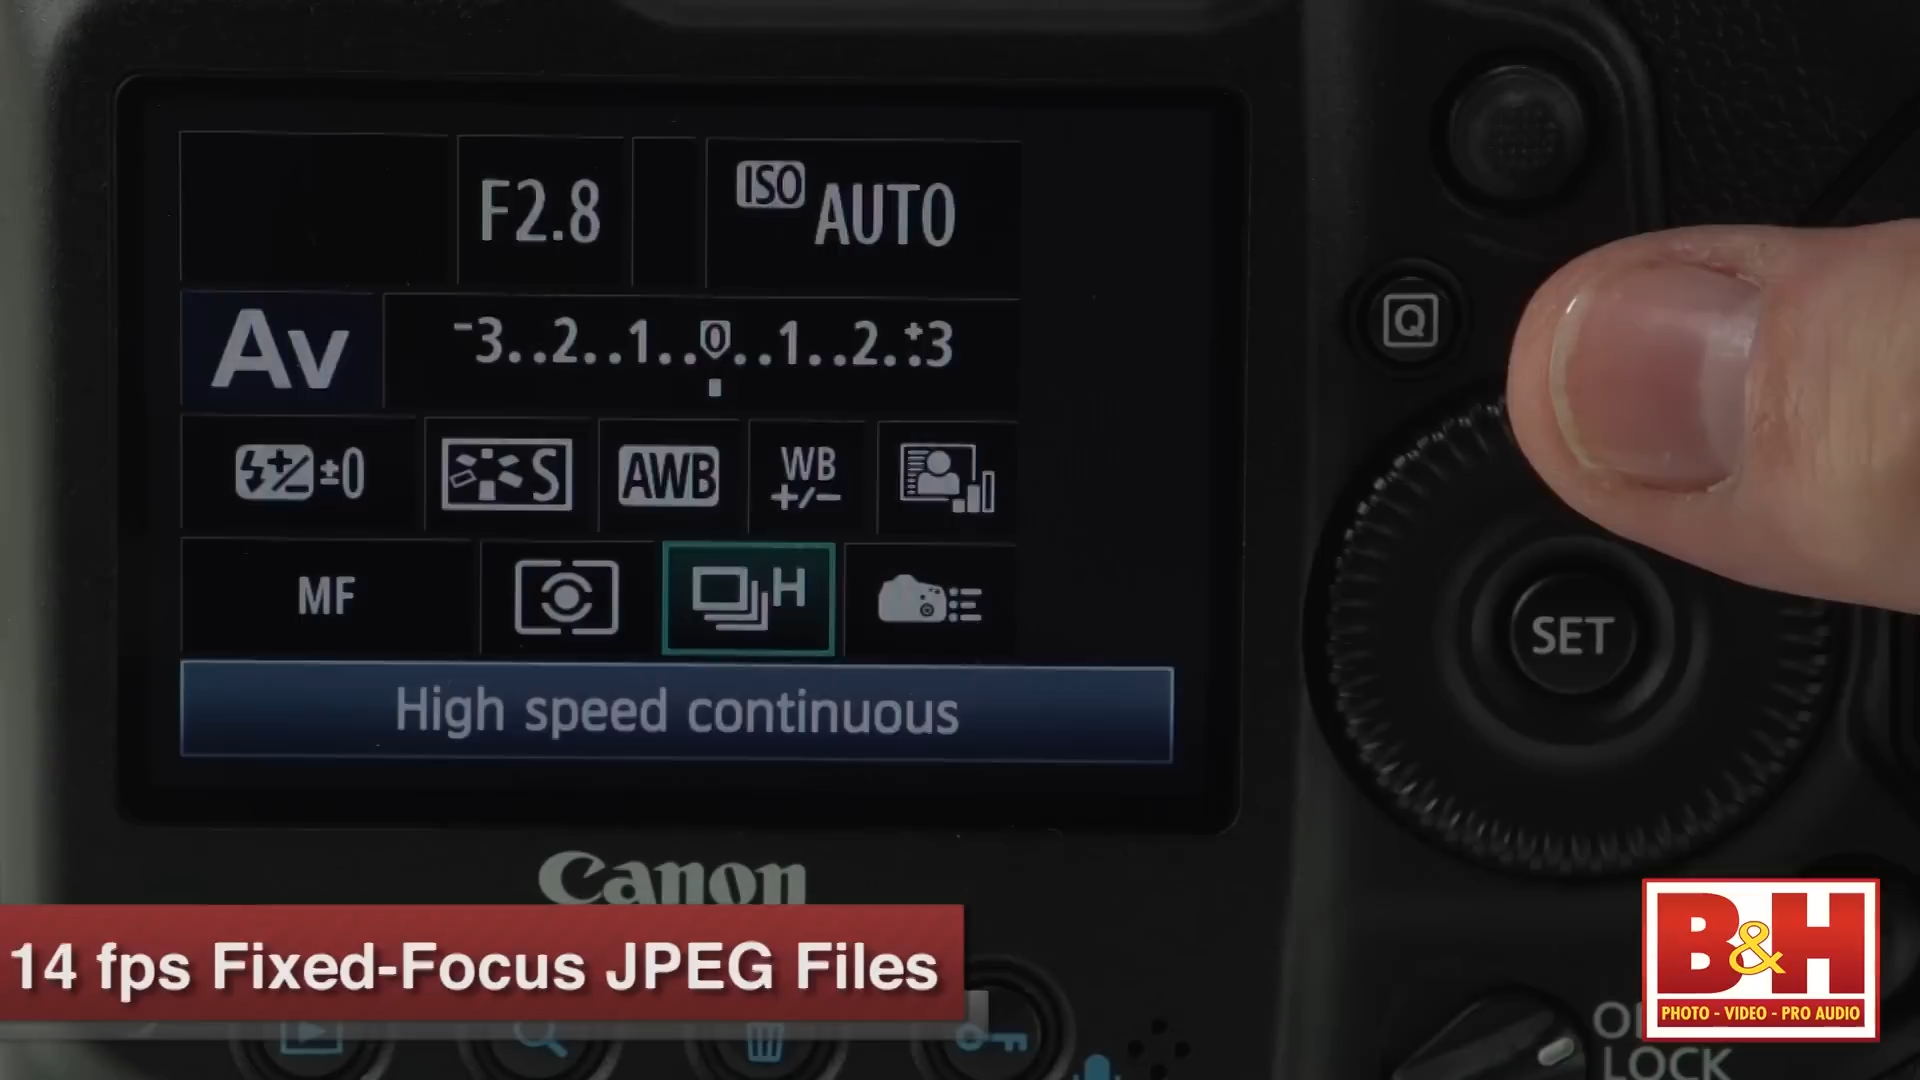 F2.8
ISO AUTO
Av
-3..2..1..0..1..2.:+3
±0
S
AWB
WB
+/−
MF
H
High speed continuous
Q
SET
Canon
14 fps Fixed-Focus JPEG Files
B&H
PHOTO - VIDEO - PRO AUDIO
LOCK